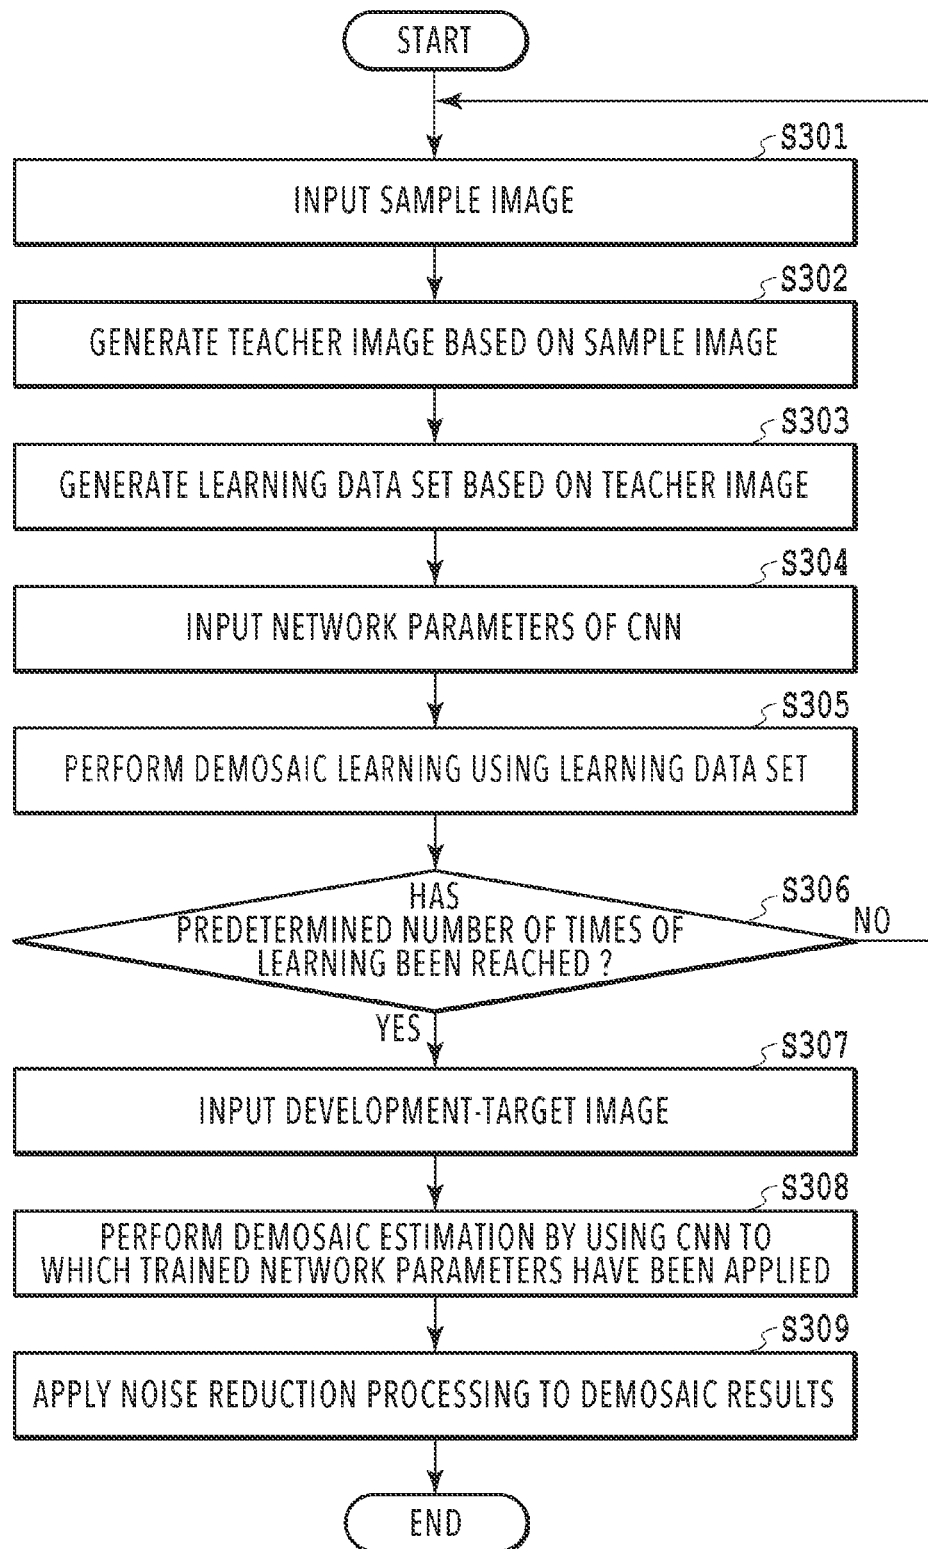 START
S301
INPUT SAMPLE IMAGE
S302
GENERATE TEACHER IMAGE BASED ON SAMPLE IMAGE
S303
GENERATE LEARNING DATA SET BASED ON TEACHER IMAGE
S304
INPUT NETWORK PARAMETERS OF CNN
S305
PERFORM DEMOSAIC LEARNING USING LEARNING DATA SET
S306
HAS
PREDETERMINED NUMBER OF TIMES OF
LEARNING BEEN REACHED ?
NO
YES
S307
INPUT DEVELOPMENT-TARGET IMAGE
S308
PERFORM DEMOSAIC ESTIMATION BY USING CNN TO
WHICH TRAINED NETWORK PARAMETERS HAVE BEEN APPLIED
S309
APPLY NOISE REDUCTION PROCESSING TO DEMOSAIC RESULTS
END